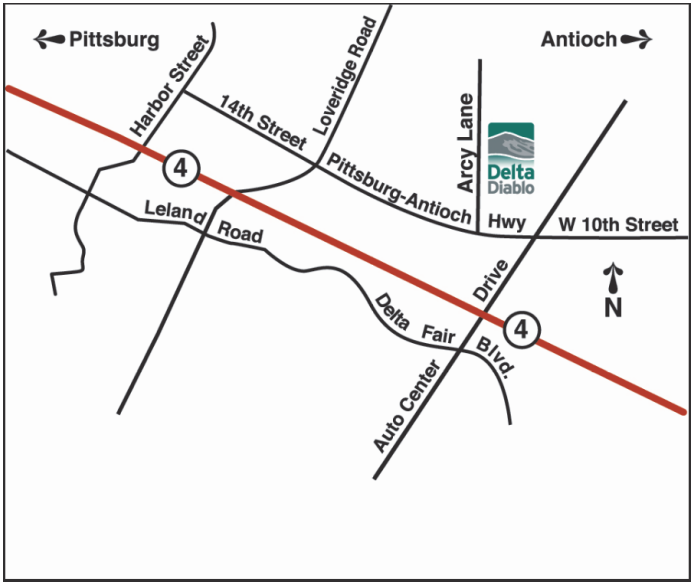 Pittsburg
Antioch
Harbor Street
Loveridge Road
14th Street
Arcy Lane
Delta
Diablo
4
Pittsburg-Antioch Hwy
W 10th Street
Leland Road
Drive
N
Delta Fair Blvd.
4
Auto Center